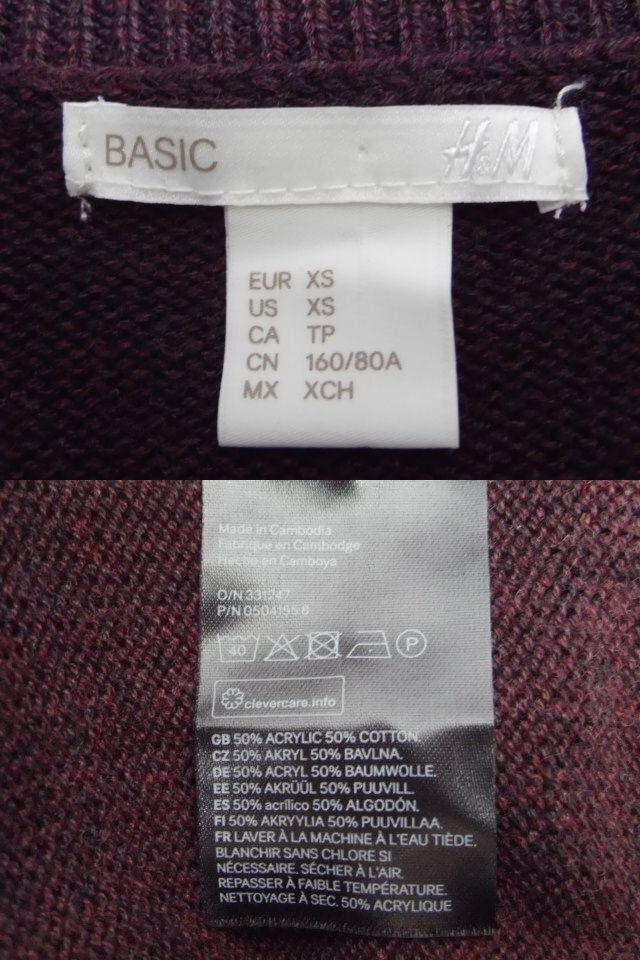 BASIC H&M
EUR XS
US XS
CA TP
CN 160/80A
MX XCH
Made in Cambodia
Fabriqué en Cambodge
Hecho en Camboya
O/N 331247
P/N 0504155 8
40 P
clevercare.info
GB 50% ACRYLIC 50% COTTON.
CZ 50% AKRYL 50% BAVLNA.
DE 50% ACRYL 50% BAUMWOLLE.
EE 50% AKRÜÜL 50% PUUVILL.
ES 50% acrílico 50% ALGODÓN.
FI 50% AKRYYLIA 50% PUUVILLAA.
FR LAVER À LA MACHINE À L'EAU TIÈDE.
BLANCHIR SANS CHLORE SI
NÉCESSAIRE. SÉCHER À L'AIR.
REPASSER À FAIBLE TEMPÉRATURE.
NETTOYAGE À SEC. 50% ACRYLIQUE